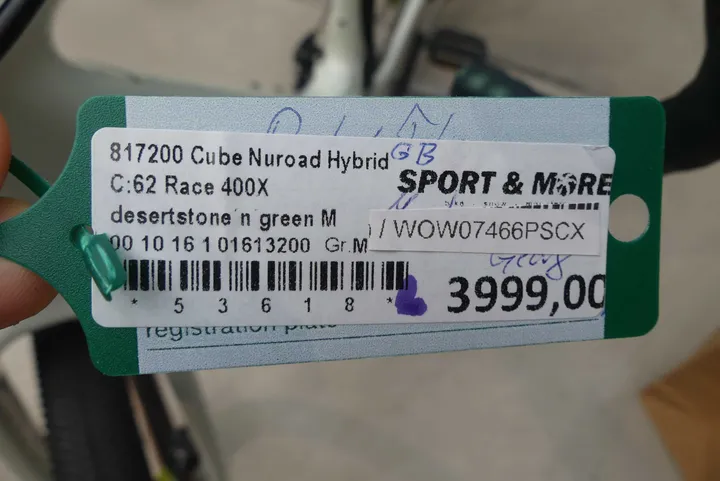 817200 Cube Nuroad Hybrid GB
C:62 Race 400X
SPORT & MORE
desertstone´n green M
) / WOW07466PSCX
00 10 16 1 01613200 Gr.M
* 5 3 6 1 8 *
3999,00
registration plate